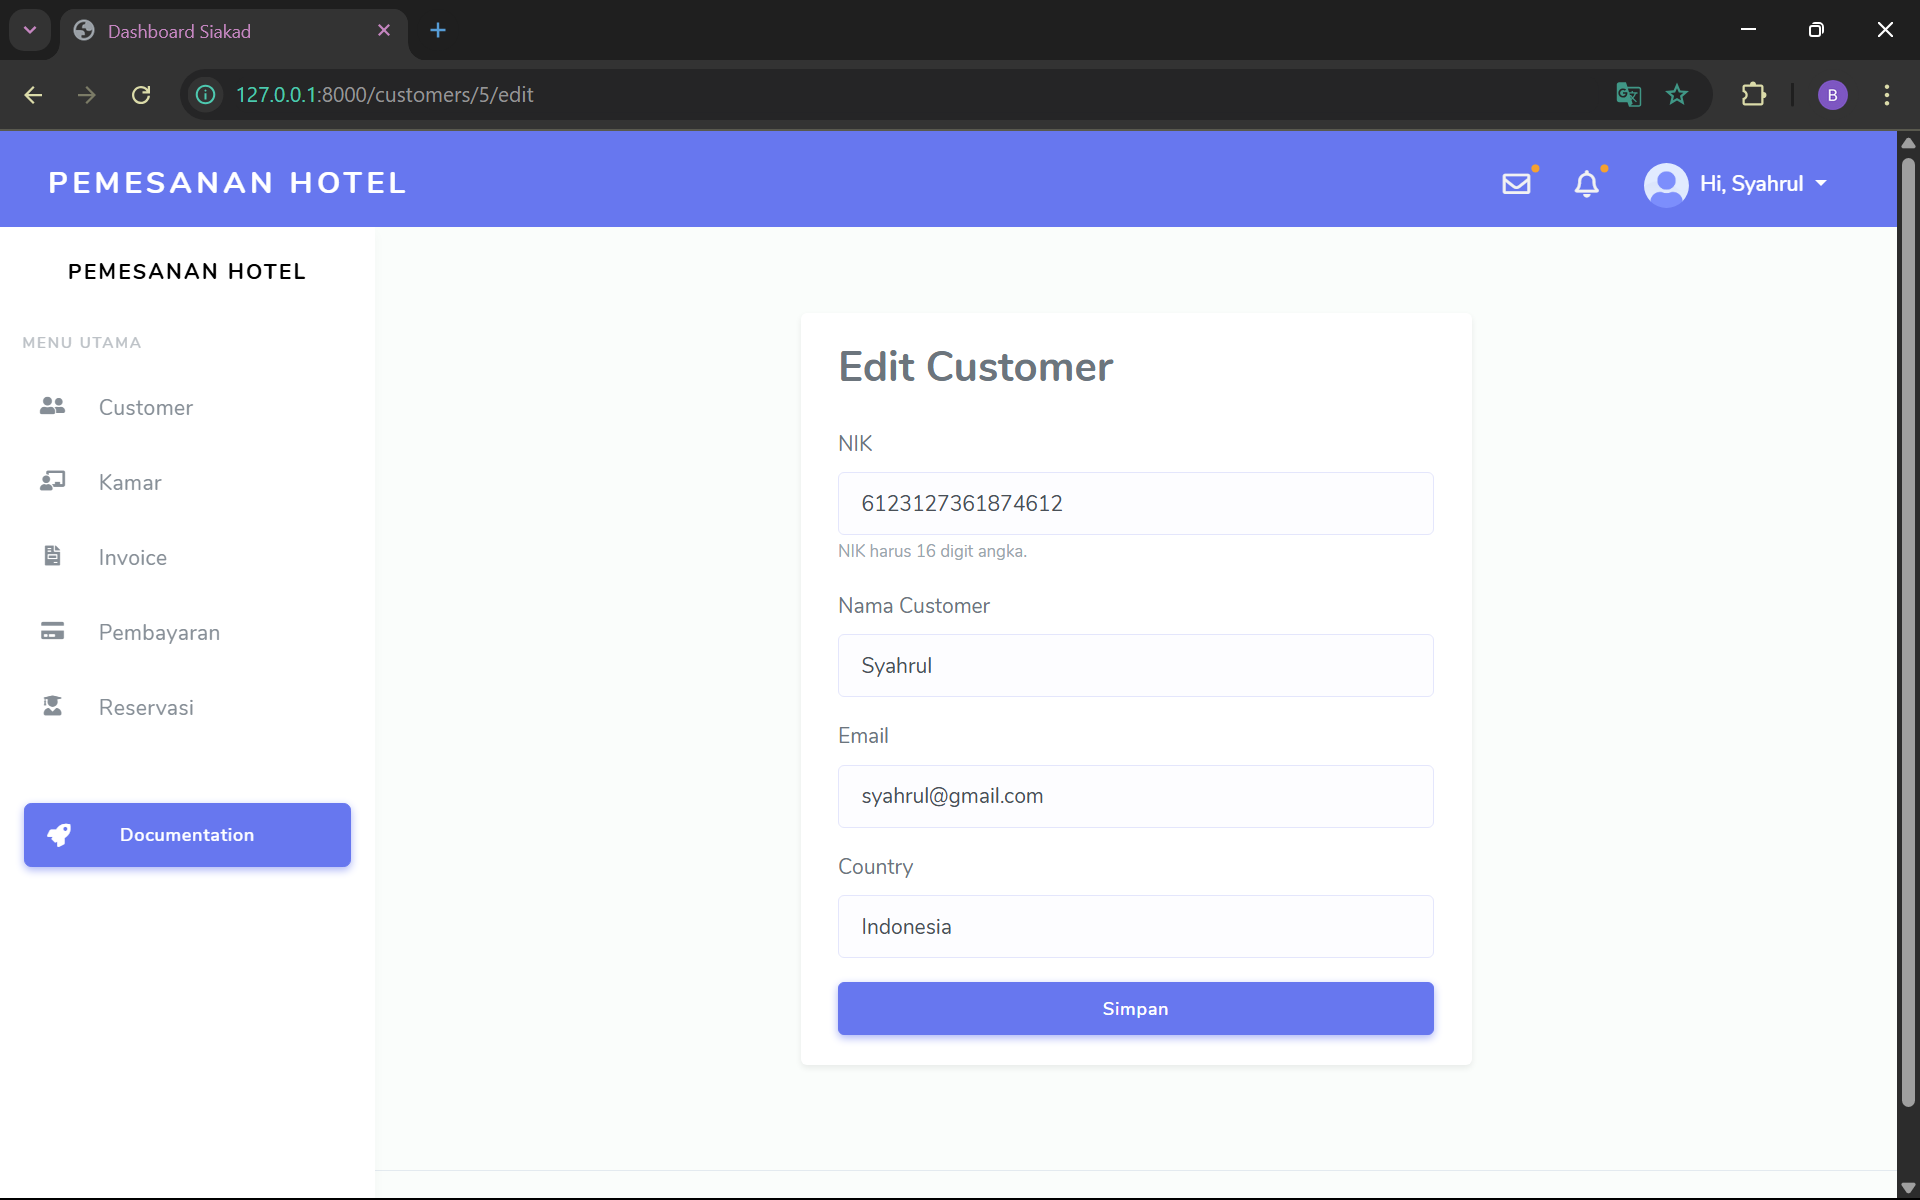 Dashboard Siakad
127.0.0.1:8000/customers/5/edit
B
PEMESANAN HOTEL
Hi, Syahrul
PEMESANAN HOTEL
MENU UTAMA
Customer
Kamar
Invoice
Pembayaran
Reservasi
Documentation
Edit Customer
NIK
6123127361874612
NIK harus 16 digit angka.
Nama Customer
Syahrul
Email
syahrul@gmail.com
Country
Indonesia
Simpan